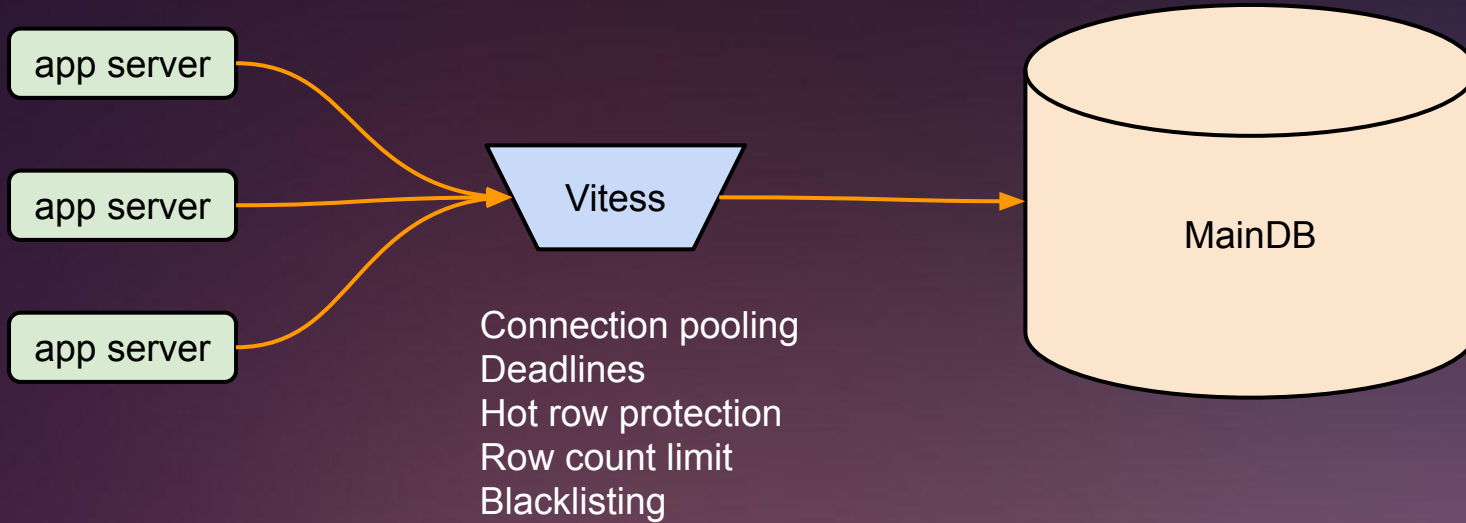 app server
app server
app server
Vitess
MainDB
Connection pooling
Deadlines
Hot row protection
Row count limit
Blacklisting